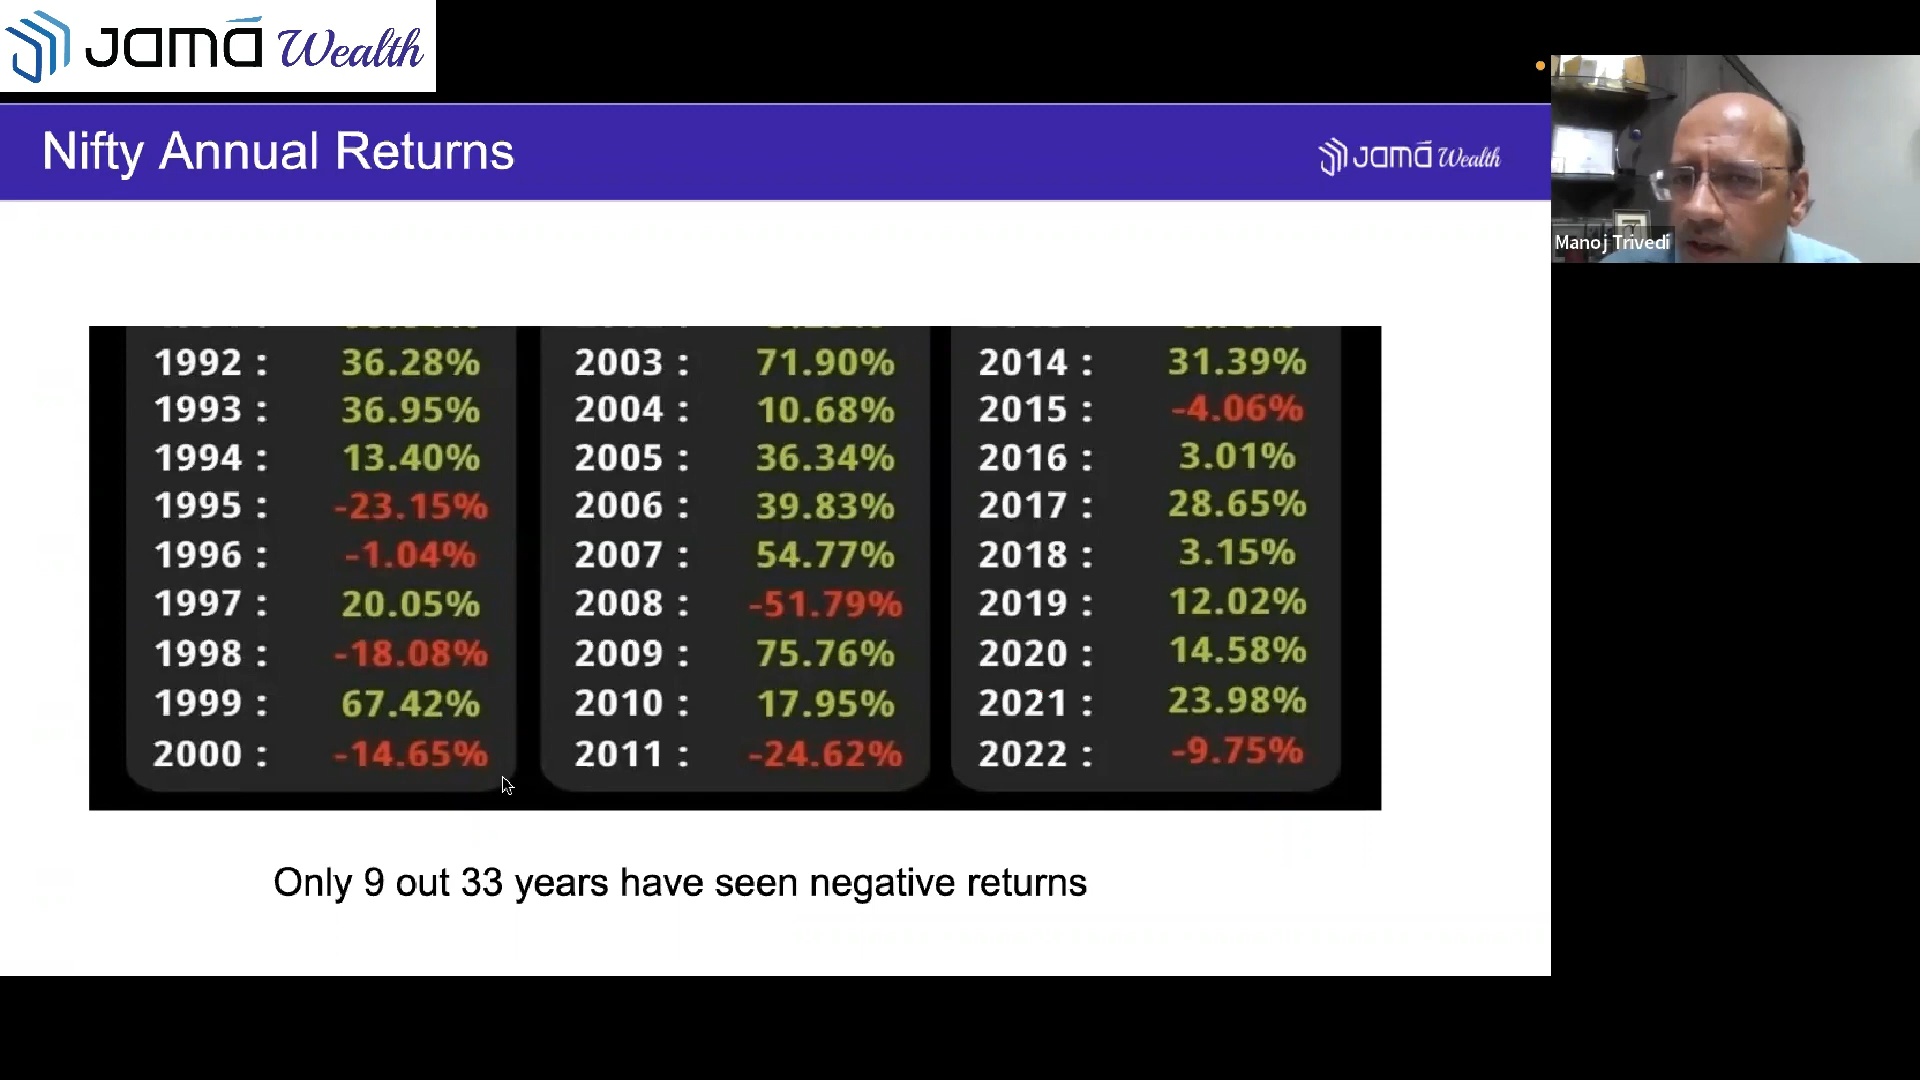 Jamā Wealth
Nifty Annual Returns
Jamā Wealth
Manoj Trivedi
1992 : 36.28%
1993 : 36.95%
1994 : 13.40%
1995 : -23.15%
1996 : -1.04%
1997 : 20.05%
1998 : -18.08%
1999 : 67.42%
2000 : -14.65%
2003 : 71.90%
2004 : 10.68%
2005 : 36.34%
2006 : 39.83%
2007 : 54.77%
2008 : -51.79%
2009 : 75.76%
2010 : 17.95%
2011 : -24.62%
2014 : 31.39%
2015 : -4.06%
2016 : 3.01%
2017 : 28.65%
2018 : 3.15%
2019 : 12.02%
2020 : 14.58%
2021 : 23.98%
2022 : -9.75%
Only 9 out 33 years have seen negative returns